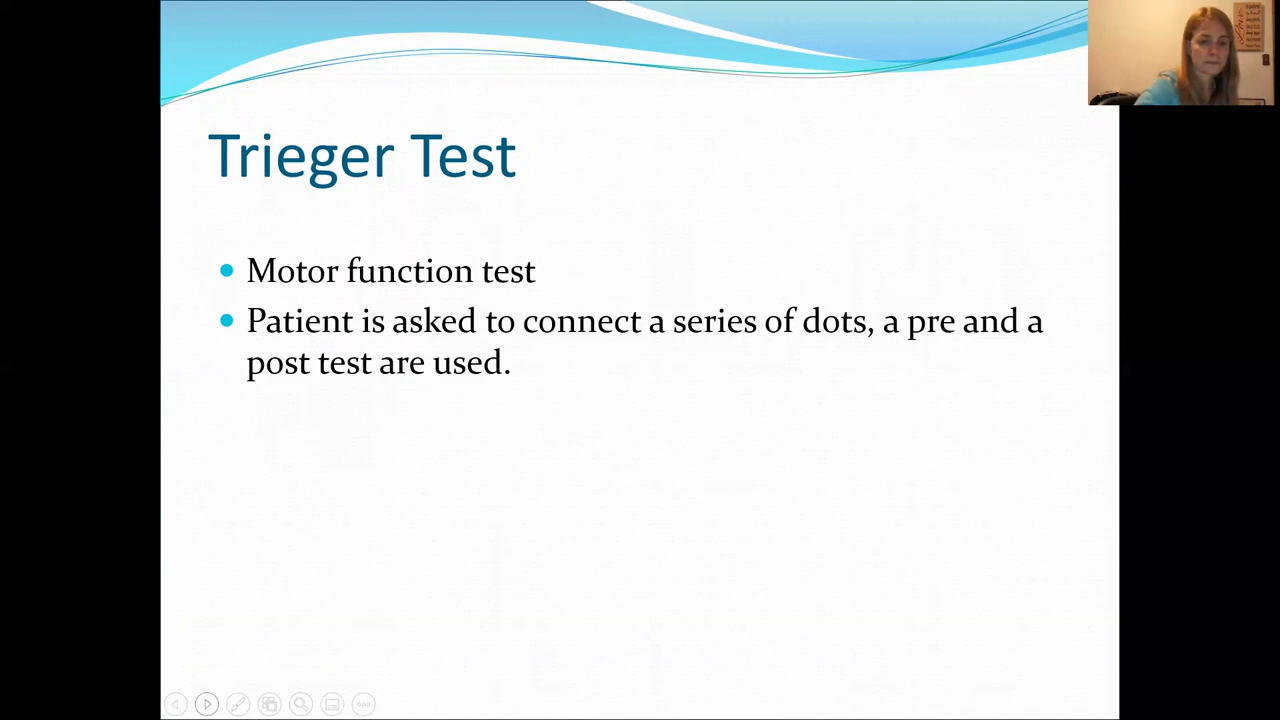 Trieger Test
Motor function test
Patient is asked to connect a series of dots, a pre and a
post test are used.